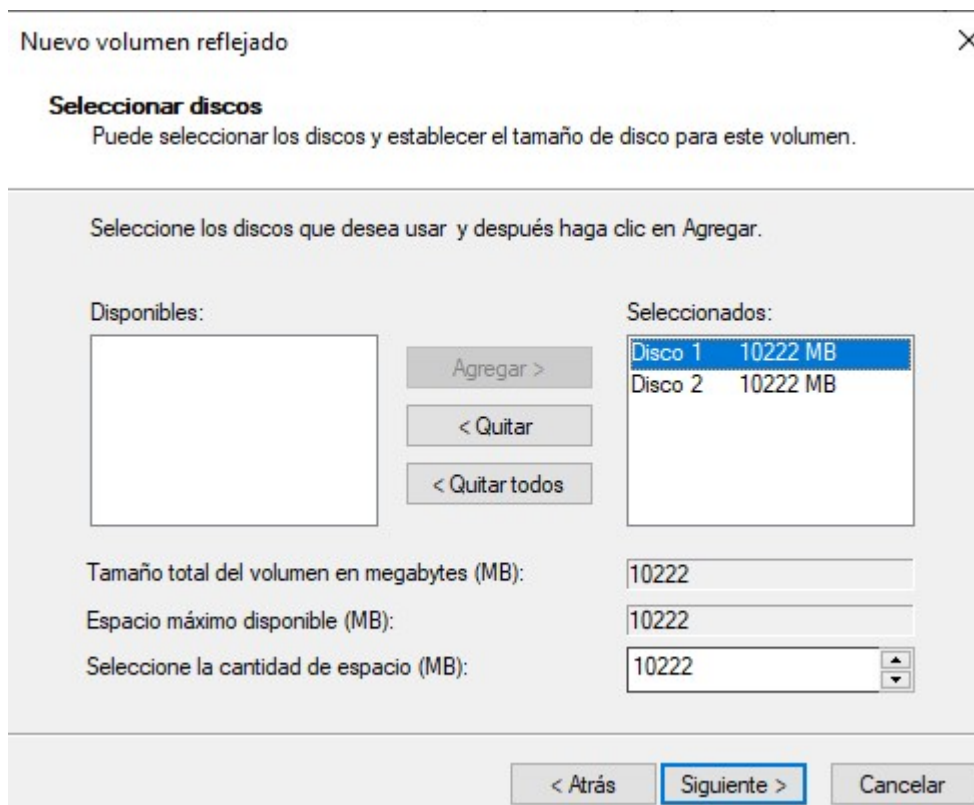 Nuevo volumen reflejado
Seleccionar discos
Puede seleccionar los discos y establecer el tamaño de disco para este volumen.
Seleccione los discos que desea usar y después haga clic en Agregar.
Disponibles:
Seleccionados:
Disco 1 10222 MB
Disco 2 10222 MB
Agregar >
< Quitar
< Quitar todos
Tamaño total del volumen en megabytes (MB): 10222
Espacio máximo disponible (MB): 10222
Seleccione la cantidad de espacio (MB): 10222
< Atrás Siguiente > Cancelar